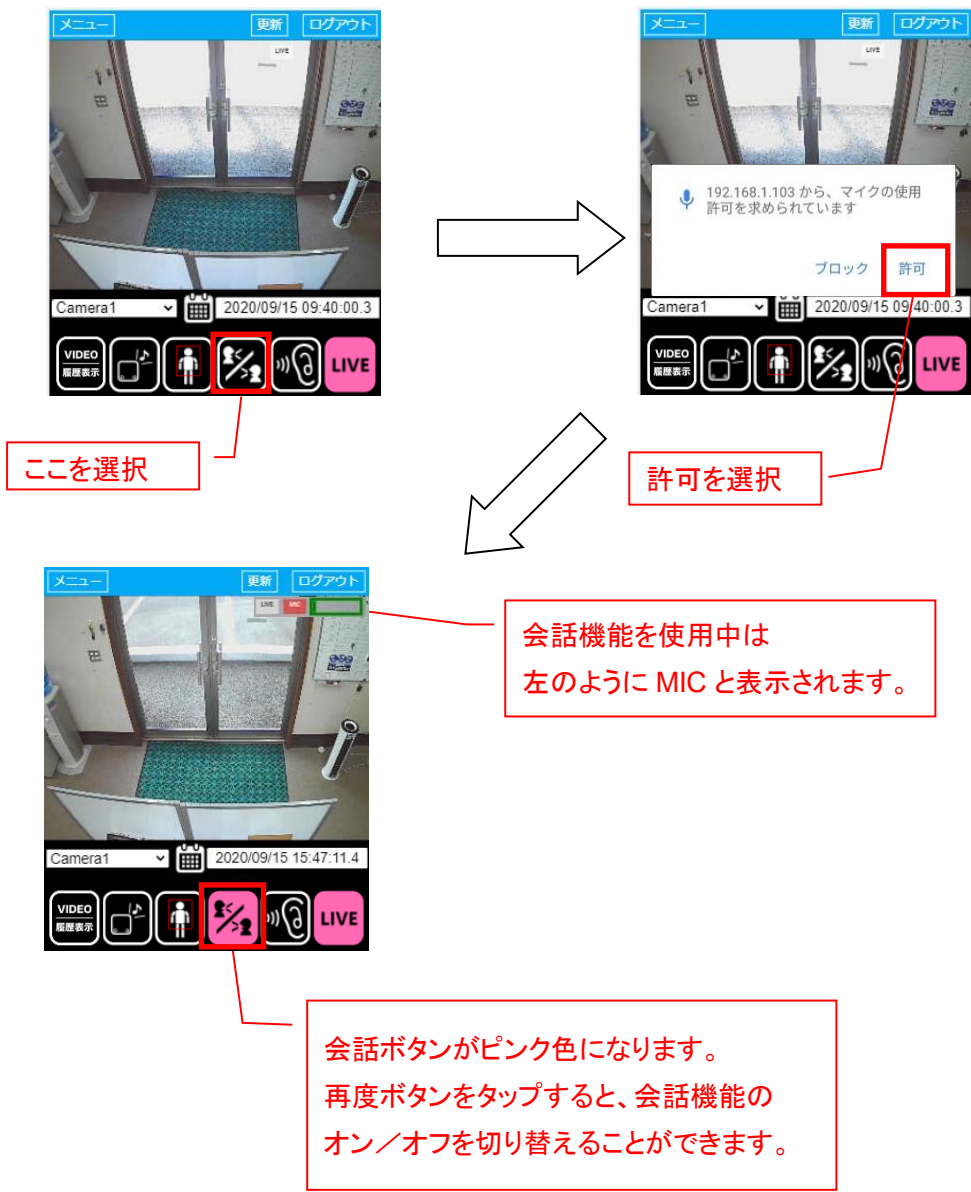 メニュー 更新 ログアウト
LIVE
Camera1 2020/09/15 09:40:00.3
VIDEO
履歴表示
LIVE
ここを選択
メニュー 更新 ログアウト
LIVE
192.168.1.103 から、マイクの使用
許可を求められています
ブロック 許可
Camera1 2020/09/15 09:40:00.3
VIDEO
履歴表示
LIVE
許可を選択
メニュー 更新 ログアウト
LIVE MIC
Camera1 2020/09/15 15:47:11.4
VIDEO
履歴表示
LIVE
会話機能を使用中は
左のように MIC と表示されます。
会話ボタンがピンク色になります。
再度ボタンをタップすると、会話機能の
オン／オフを切り替えることができます。